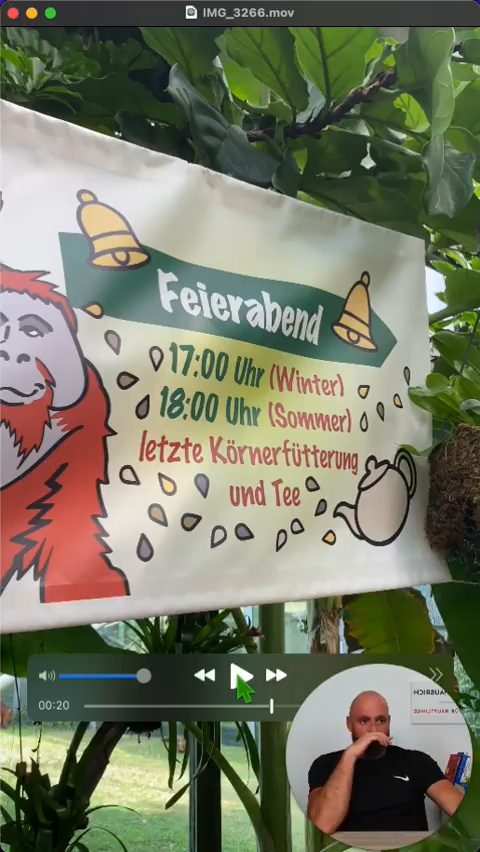 IMG_3266.mov
Feierabend
17:00 Uhr (Winter)
18:00 Uhr (Sommer)
letzte Körnerfütterung
und Tee
00:20